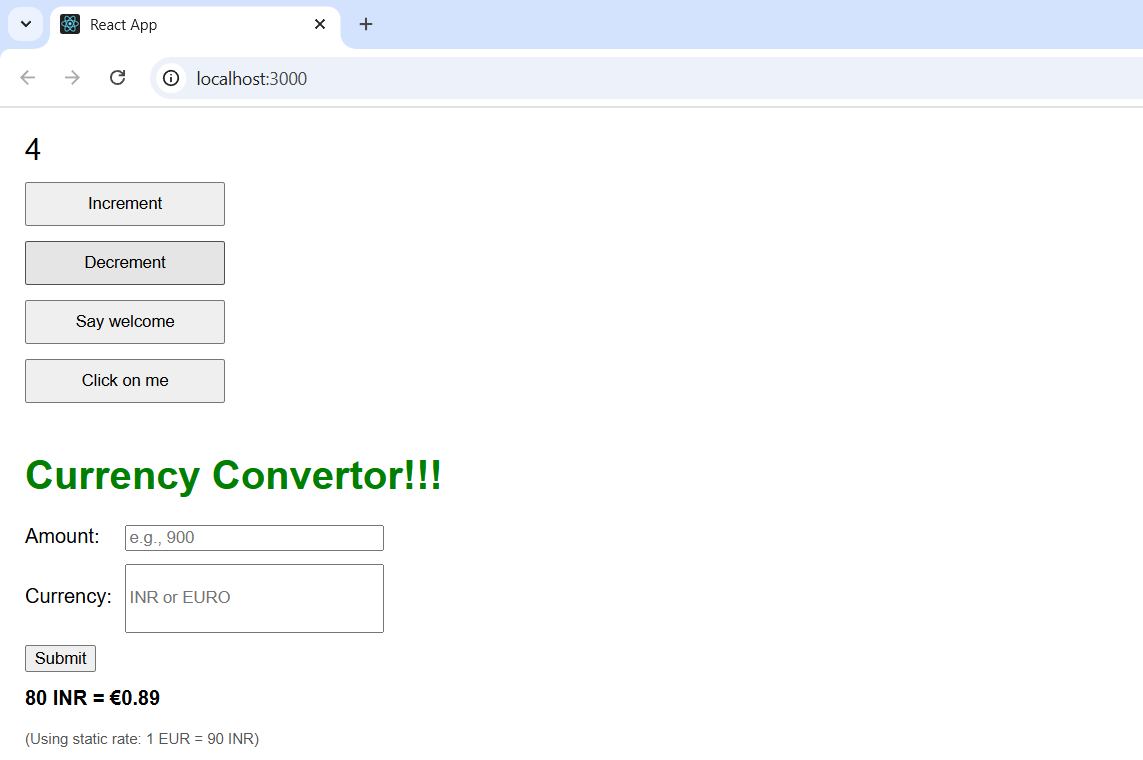 React App
localhost:3000
4
Increment
Decrement
Say welcome
Click on me
Currency Convertor!!!
Amount: e.g., 900
Currency: INR or EURO
Submit
80 INR = €0.89
(Using static rate: 1 EUR = 90 INR)